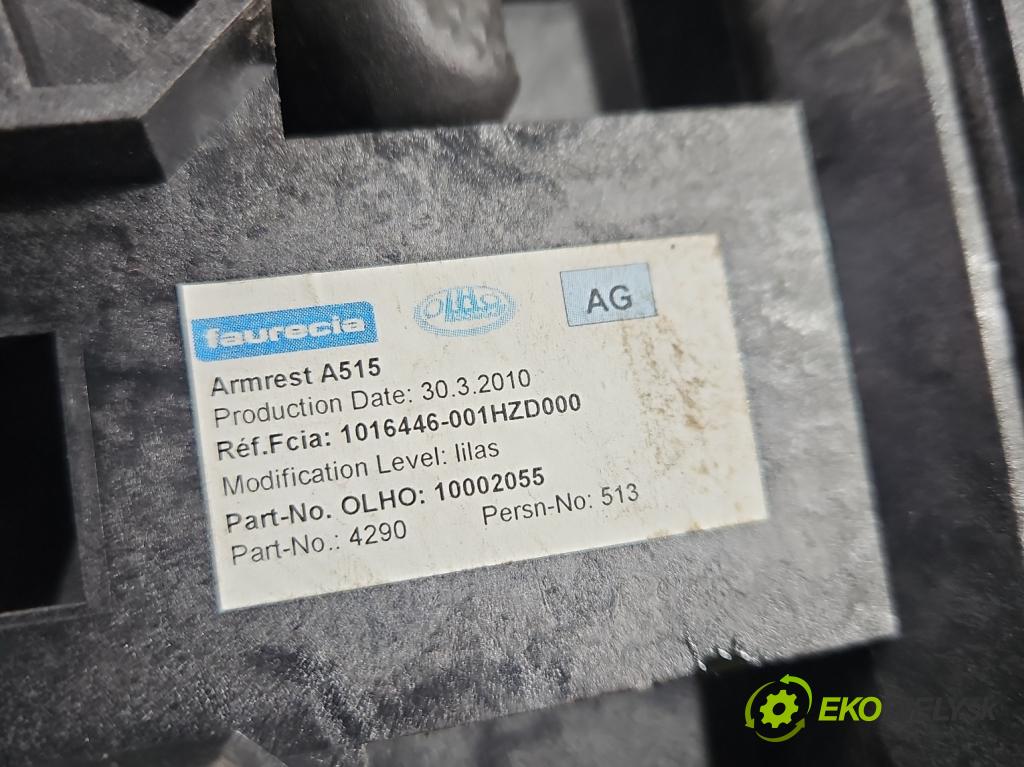 faurecia
AG
Armrest A515
Production Date: 30.3.2010
Réf.Fcia: 1016446-001HZD000
Modification Level: lilas
Part-No. OLHO: 10002055
Part-No.: 4290 Persn-No: 513
EKO